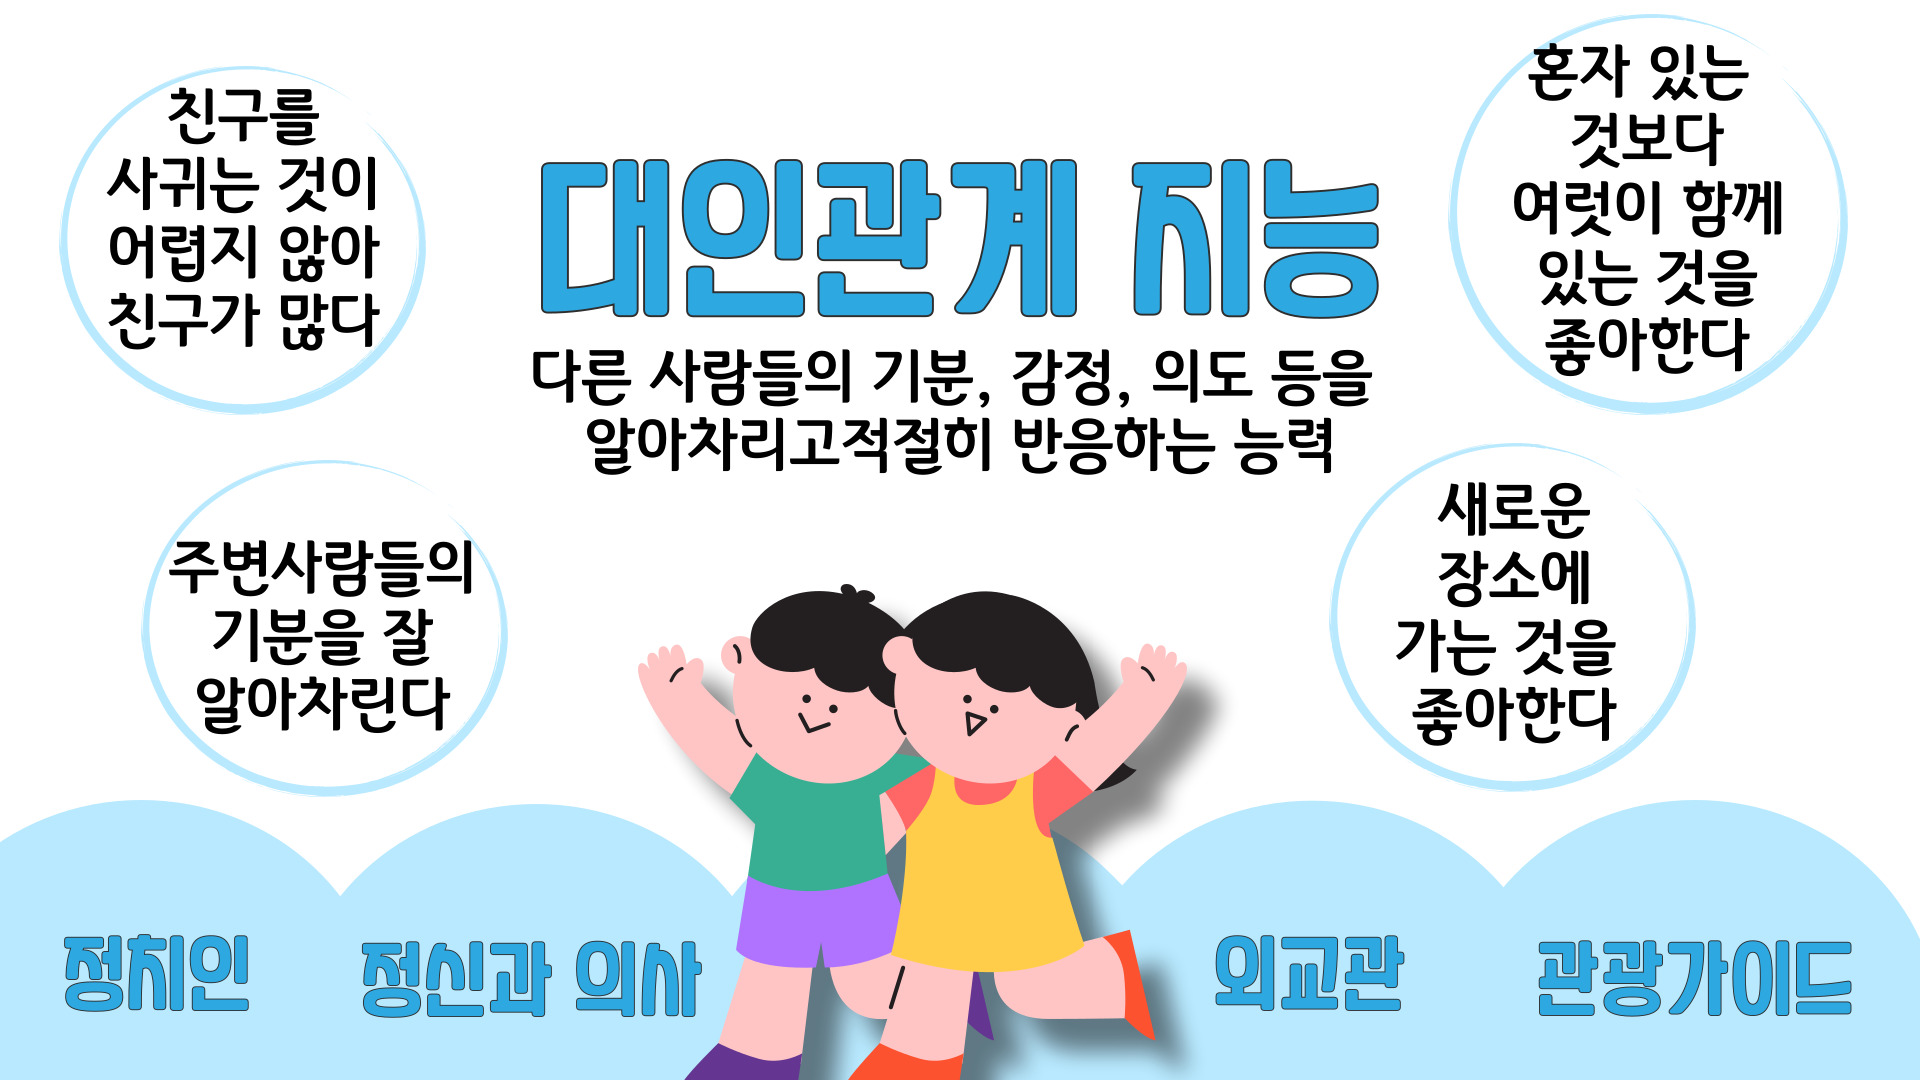 대인관계 지능
다른 사람들의 기분, 감정, 의도 등을
알아차리고적절히 반응하는 능력
친구를
사귀는 것이
어렵지 않아
친구가 많다
혼자 있는
것보다
여럿이 함께
있는 것을
좋아한다
주변사람들의
기분을 잘
알아차린다
새로운
장소에
가는 것을
좋아한다
정치인
정신과 의사
외교관
관광가이드